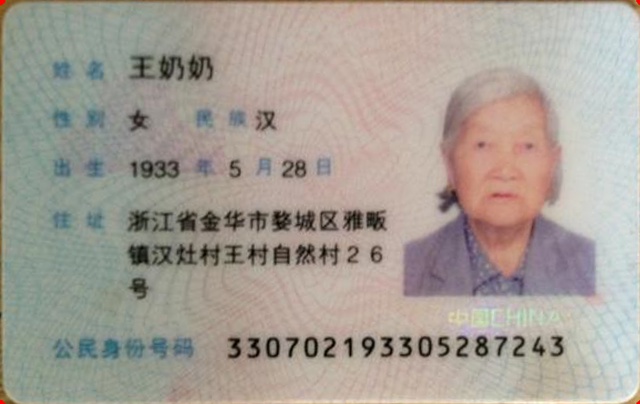 姓名 王奶奶
性别 女 民族 汉
出生 1933 年 5 月 28 日
住址 浙江省金华市婺城区雅畈
镇汉灶村王村自然村26
号
中国CHINA
公民身份号码 330702193305287243